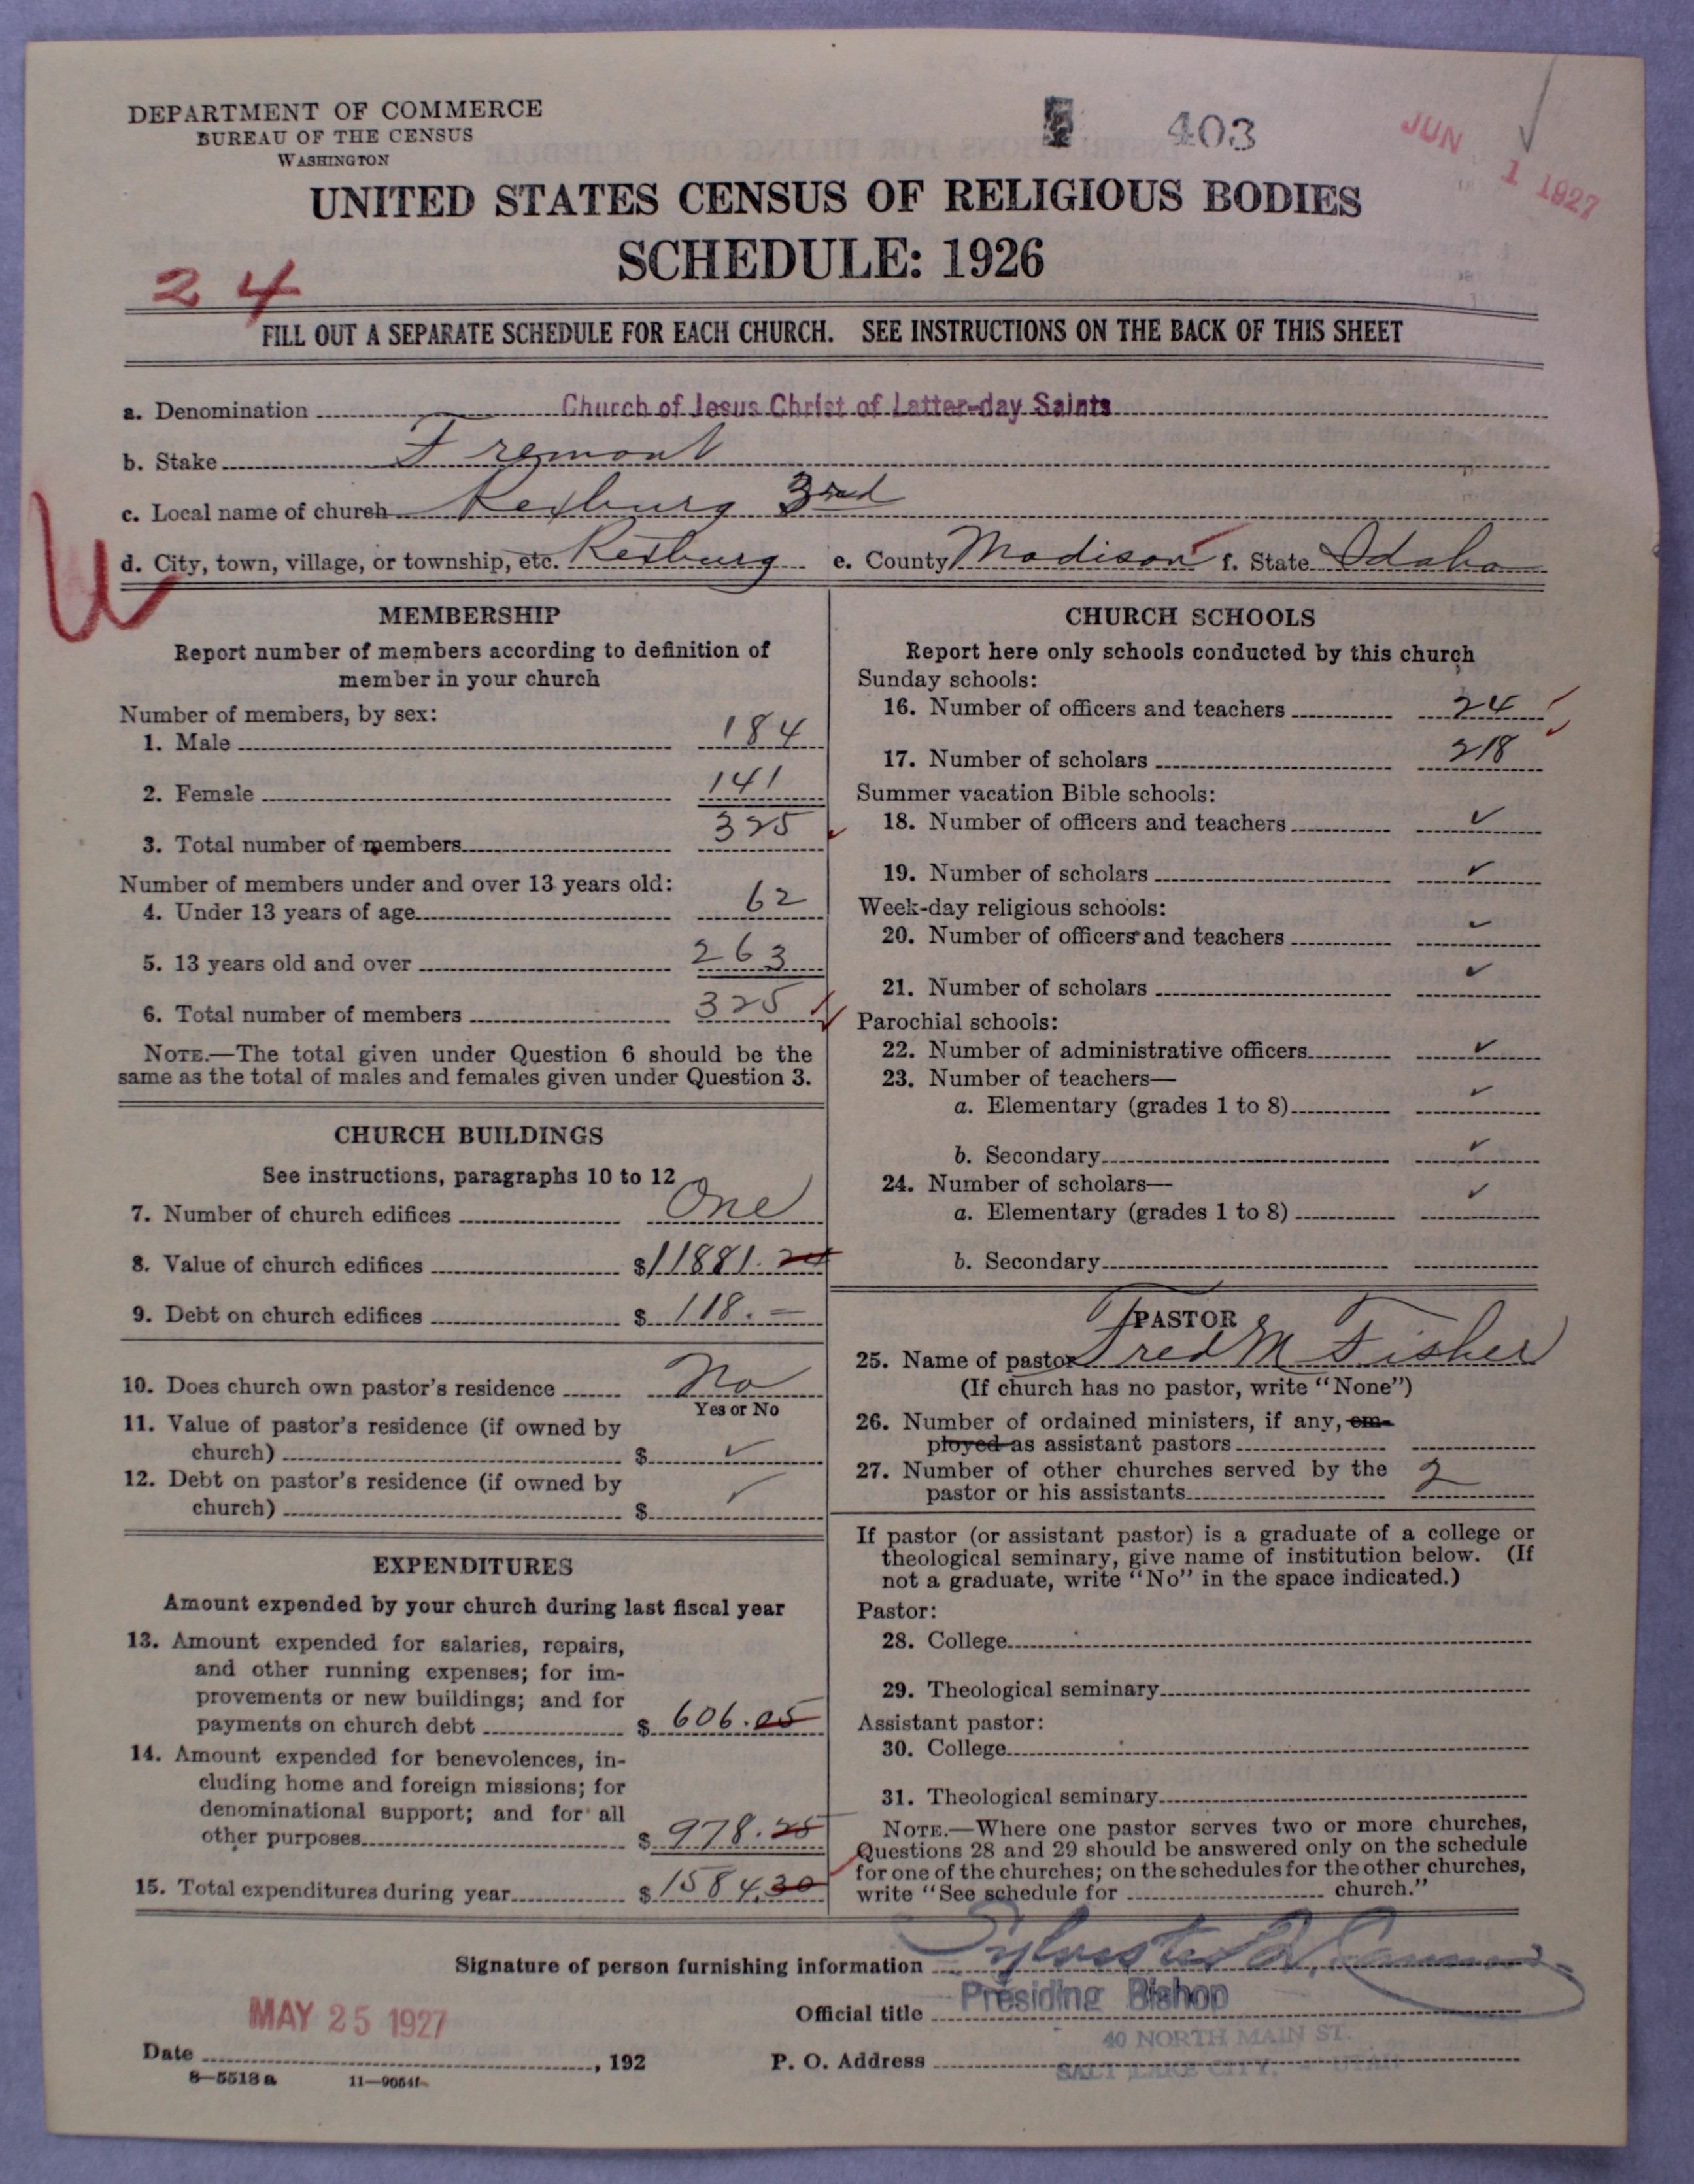 DEPARTMENT OF COMMERCE
BUREAU OF THE CENSUS
WASHINGTON
403
JUN 1 1927
UNITED STATES CENSUS OF RELIGIOUS BODIES
SCHEDULE: 1926
24
FILL OUT A SEPARATE SCHEDULE FOR EACH CHURCH. SEE INSTRUCTIONS ON THE BACK OF THIS SHEET
a. Denomination Church of Jesus Christ of Latter-day Saints
b. Stake Fremont
c. Local name of church Rexburg 3rd
d. City, town, village, or township, etc. Rexburg e. County Madison f. State Idaho
MEMBERSHIP
Report number of members according to definition of
member in your church
Number of members, by sex:
1. Male 184
2. Female 141
3. Total number of members 325
Number of members under and over 13 years old:
4. Under 13 years of age 62
5. 13 years old and over 263
6. Total number of members 325
NOTE.—The total given under Question 6 should be the
same as the total of males and females given under Question 3.
CHURCH BUILDINGS
See instructions, paragraphs 10 to 12
7. Number of church edifices One
8. Value of church edifices $11881.
9. Debt on church edifices $118.=
10. Does church own pastor's residence No
Yes or No
11. Value of pastor's residence (if owned by
church) $ ✓
12. Debt on pastor's residence (if owned by
church) $ ✓
EXPENDITURES
Amount expended by your church during last fiscal year
13. Amount expended for salaries, repairs,
and other running expenses; for im-
provements or new buildings; and for
payments on church debt $606.05
14. Amount expended for benevolences, in-
cluding home and foreign missions; for
denominational support; and for all
other purposes $978.25
15. Total expenditures during year $1584.30
CHURCH SCHOOLS
Report here only schools conducted by this church
Sunday schools:
16. Number of officers and teachers 24
17. Number of scholars 218
Summer vacation Bible schools:
18. Number of officers and teachers ✓
19. Number of scholars ✓
Week-day religious schools:
20. Number of officers and teachers ✓
21. Number of scholars ✓
Parochial schools:
22. Number of administrative officers ✓
23. Number of teachers—
a. Elementary (grades 1 to 8) ✓
b. Secondary ✓
24. Number of scholars—
a. Elementary (grades 1 to 8) ✓
b. Secondary
PASTOR
25. Name of pastor Fred M Fisher
(If church has no pastor, write "None")
26. Number of ordained ministers, if any, em-
ployed as assistant pastors
27. Number of other churches served by the
pastor or his assistants 2
If pastor (or assistant pastor) is a graduate of a college or
theological seminary, give name of institution below. (If
not a graduate, write "No" in the space indicated.)
Pastor:
28. College
29. Theological seminary
Assistant pastor:
30. College
31. Theological seminary
NOTE.—Where one pastor serves two or more churches,
Questions 28 and 29 should be answered only on the schedule
for one of the churches; on the schedules for the other churches,
write "See schedule for church."
Signature of person furnishing information Sylvester Q. Cannon
Official title Presiding Bishop
MAY 25 1927
40 NORTH MAIN ST.
Date , 192 P. O. Address SALT LAKE CITY, UTAH
8—5518a